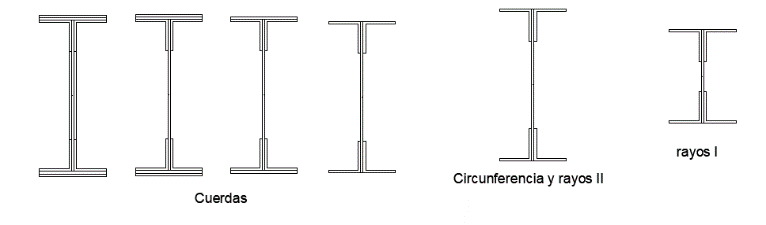 Cuerdas
Circunferencia y rayos II
rayos I